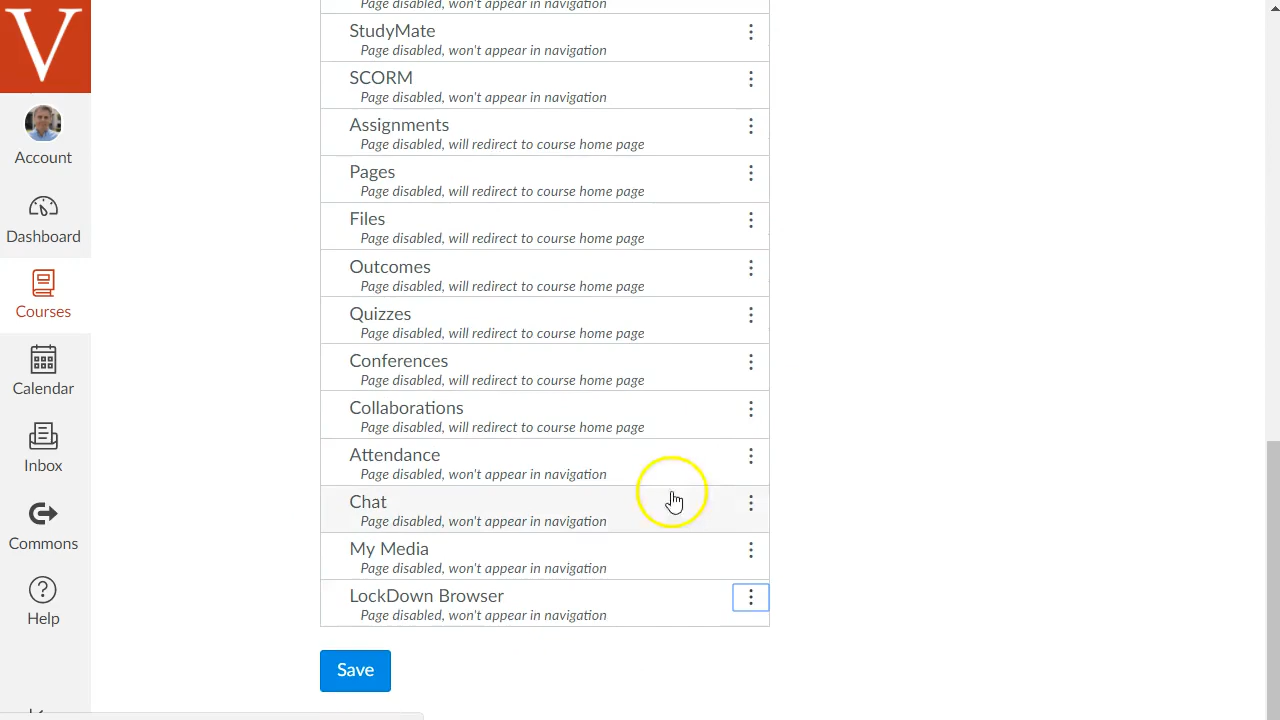 Page disabled, won't appear in navigation
StudyMate
Page disabled, won't appear in navigation
SCORM
Page disabled, won't appear in navigation
Assignments
Page disabled, will redirect to course home page
Pages
Page disabled, will redirect to course home page
Files
Page disabled, will redirect to course home page
Outcomes
Page disabled, will redirect to course home page
Quizzes
Page disabled, will redirect to course home page
Conferences
Page disabled, will redirect to course home page
Collaborations
Page disabled, will redirect to course home page
Attendance
Page disabled, won't appear in navigation
Chat
Page disabled, won't appear in navigation
My Media
Page disabled, won't appear in navigation
LockDown Browser
Page disabled, won't appear in navigation
Save
V
Account
Dashboard
Courses
Calendar
Inbox
Commons
Help